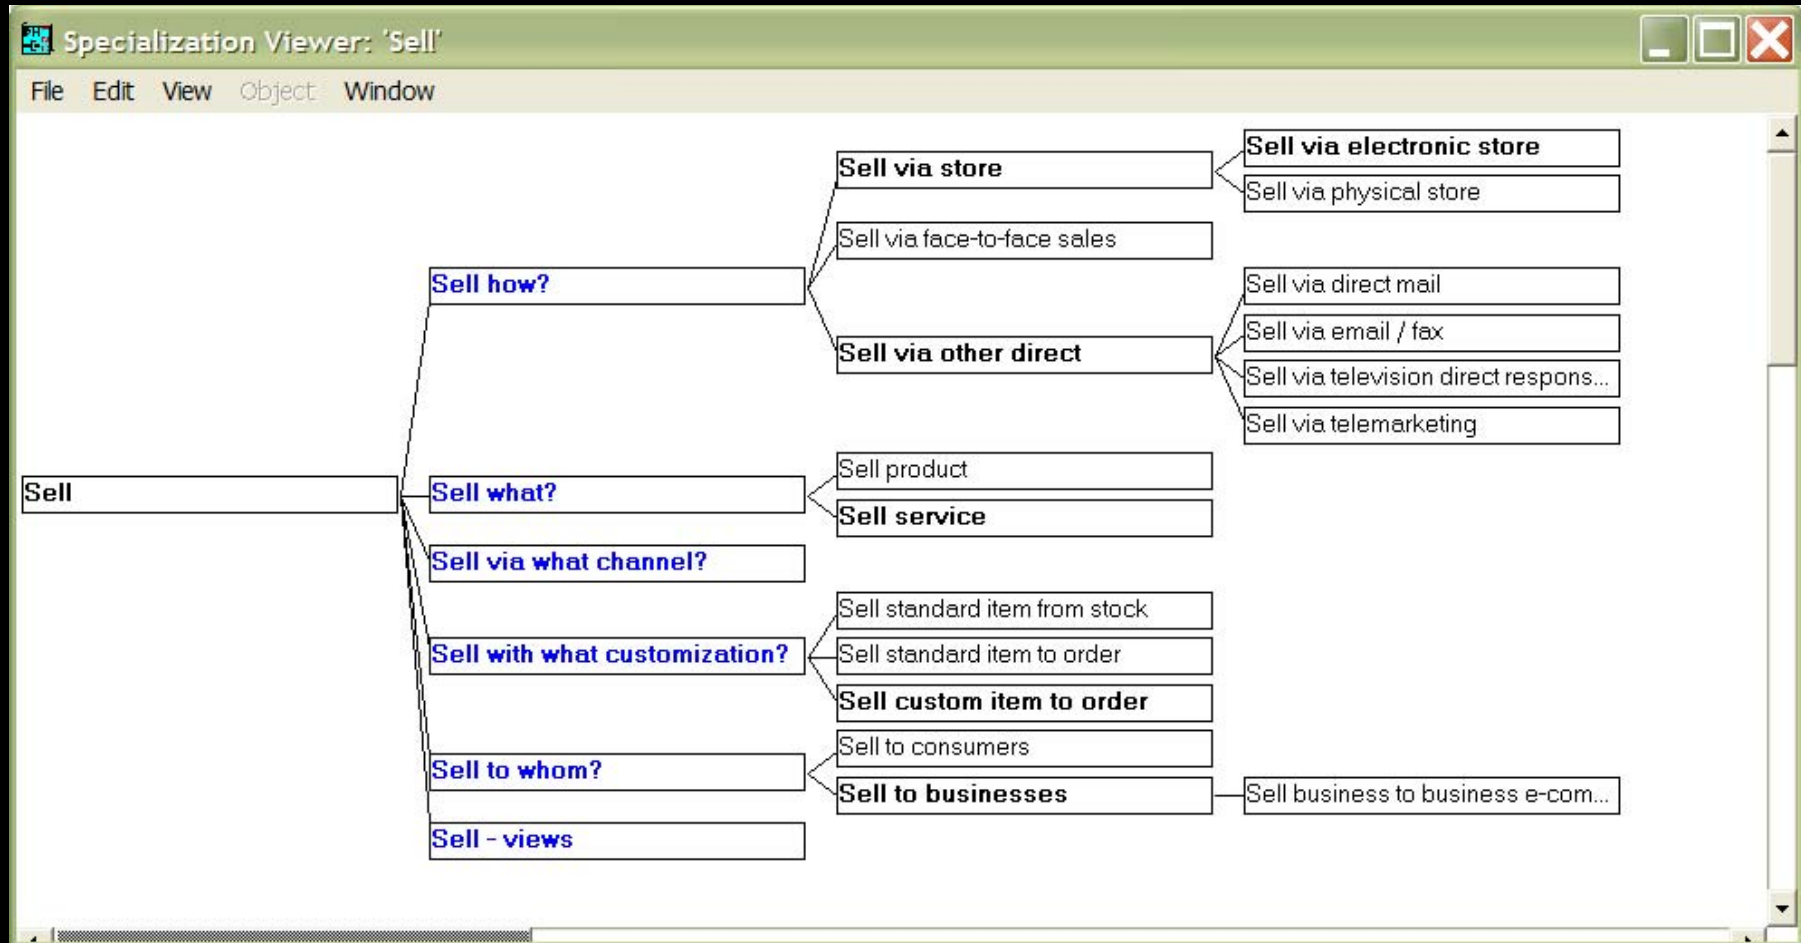 Specialization Viewer: 'Sell'
File Edit View Object Window
Sell
Sell how?
Sell via store
Sell via electronic store
Sell via physical store
Sell via face-to-face sales
Sell via other direct
Sell via direct mail
Sell via email / fax
Sell via television direct respons...
Sell via telemarketing
Sell what?
Sell product
Sell service
Sell via what channel?
Sell with what customization?
Sell standard item from stock
Sell standard item to order
Sell custom item to order
Sell to whom?
Sell to consumers
Sell to businesses
Sell business to business e-com...
Sell - views